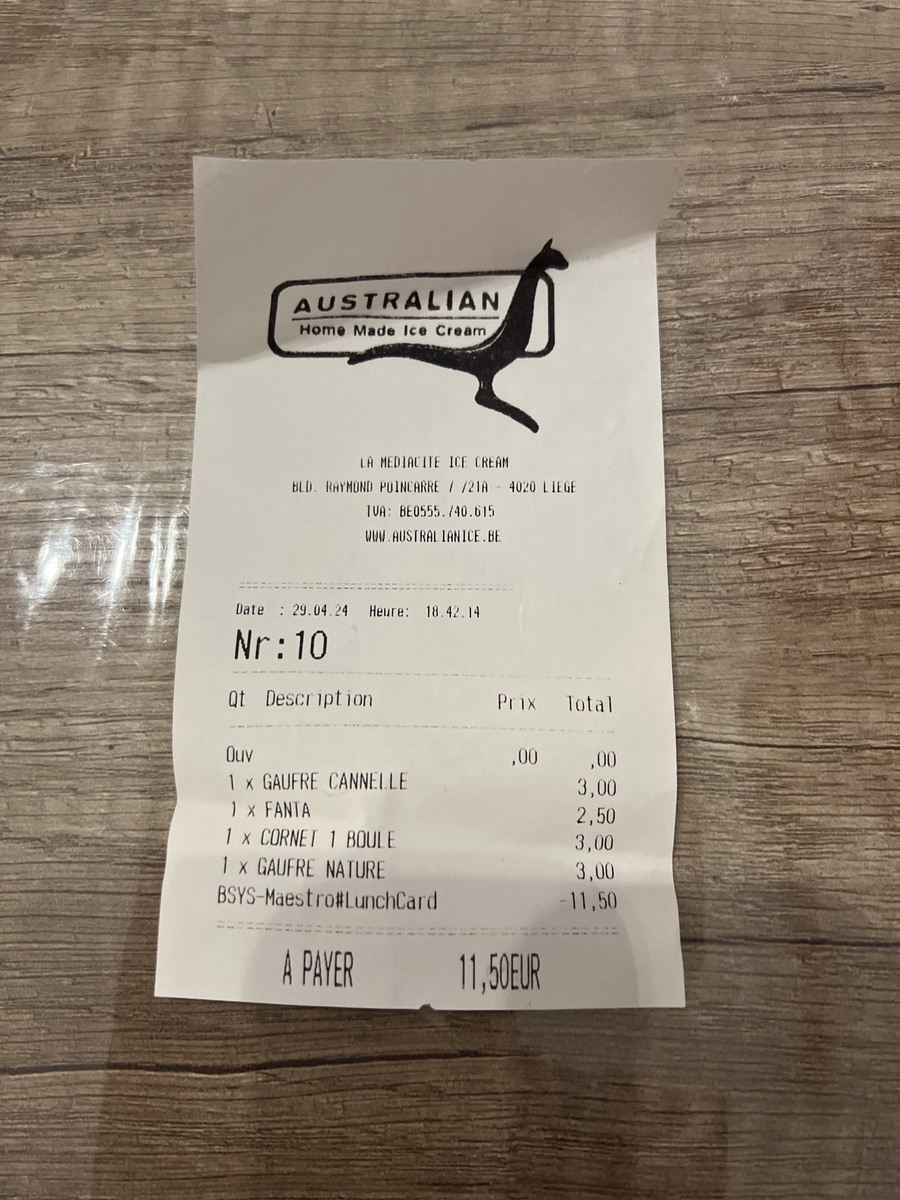 AUSTRALIAN
Home Made Ice Cream
LA MEDIACITE ICE CREAM
BLD. RAYMOND POINCARRE / /21A - 4020 LIEGE
TVA: BE0555./40.615
WWW.AUSTRALIANICE.BE
Date : 29.04.24 Heure: 18.42.14
Nr:10
Qt Description Prix Total
Ouv ,00 ,00
1 x GAUFRE CANNELLE 3,00
1 x FANTA 2,50
1 x CORNET 1 BOULE 3,00
1 x GAUFRE NATURE 3,00
BSYS-Maestro#LunchCard -11,50
A PAYER 11,50EUR